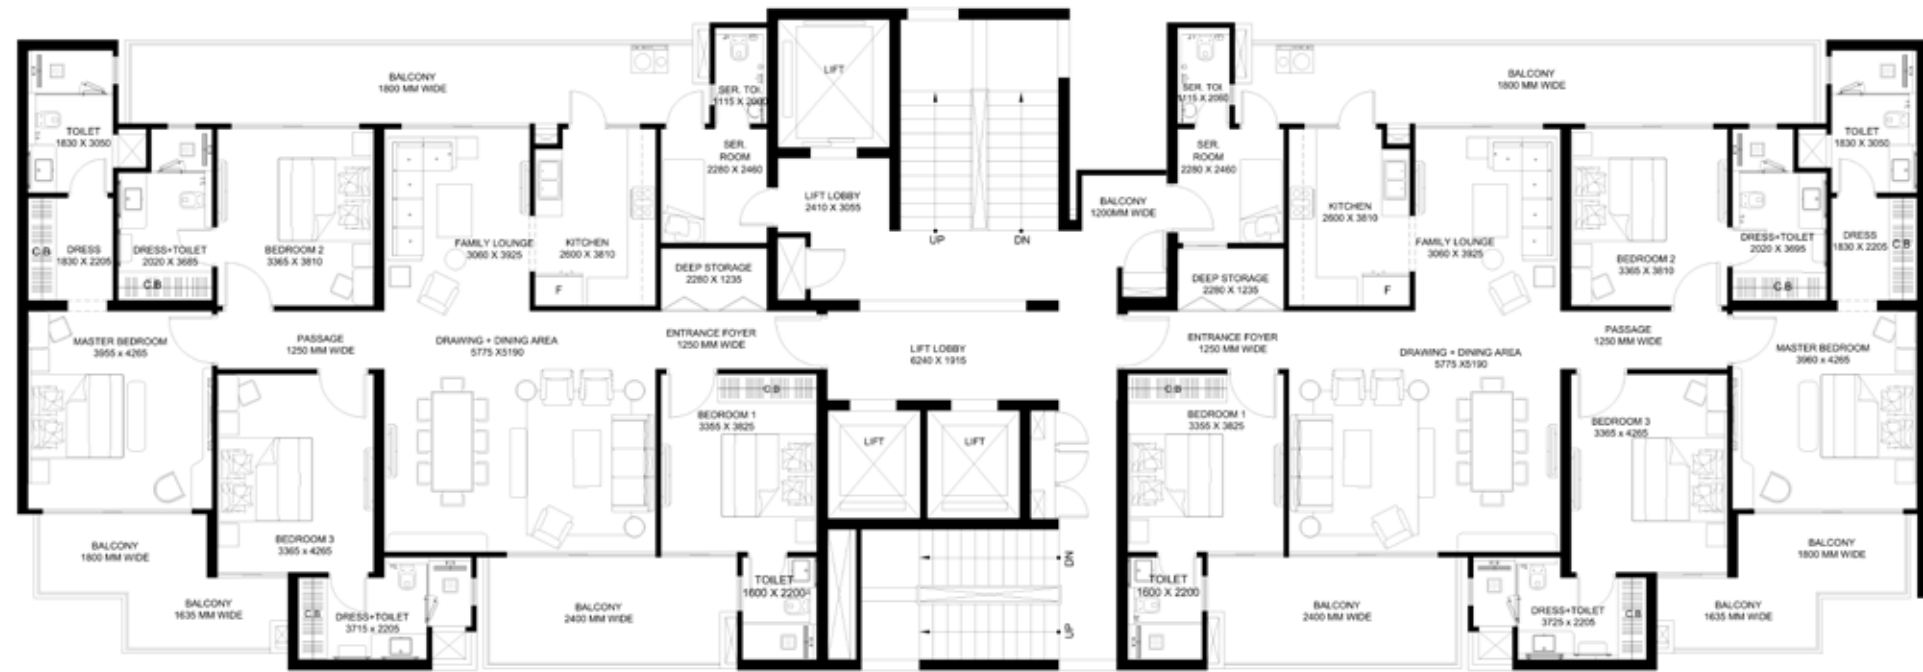 BALCONY
1800 MM WIDE
TOILET
1830 X 3050
DRESS
1830 X 2205
C.B
DRESS+TOILET
2020 X 3685
C.B
BEDROOM 2
3365 X 3810
FAMILY LOUNGE
3060 X 3925
KITCHEN
2600 X 3810
F
SER. TOI.
1115 X 2060
SER.
ROOM
2280 X 2460
DEEP STORAGE
2280 X 1235
LIFT
LIFT LOBBY
2410 X 3055
UP
DN
MASTER BEDROOM
3955 x 4265
PASSAGE
1250 MM WIDE
DRAWING + DINING AREA
5775 X5190
ENTRANCE FOYER
1250 MM WIDE
LIFT LOBBY
6240 X 1915
BEDROOM 3
3365 x 4265
C.B
BEDROOM 1
3355 X 3825
LIFT
LIFT
BALCONY
1800 MM WIDE
BALCONY
1635 MM WIDE
C.B
DRESS+TOILET
3715 x 2205
BALCONY
2400 MM WIDE
TOILET
1600 X 2200
DN
UP
SER. TOI.
1115 X 2060
BALCONY
1800 MM WIDE
TOILET
1830 X 3050
SER.
ROOM
2280 X 2460
BALCONY
1200MM WIDE
KITCHEN
2600 X 3810
F
FAMILY LOUNGE
3060 X 3925
BEDROOM 2
3365 X 3810
DRESS+TOILET
2020 X 3695
C.B
DRESS
1830 X 2205
C.B
DEEP STORAGE
2280 X 1235
ENTRANCE FOYER
1250 MM WIDE
DRAWING + DINING AREA
5775 X5190
PASSAGE
1250 MM WIDE
MASTER BEDROOM
3960 x 4265
C.B
BEDROOM 1
3355 X 3825
BEDROOM 3
3365 x 4265
TOILET
1600 X 2200
BALCONY
2400 MM WIDE
DRESS+TOILET
3725 x 2205
C.B
BALCONY
1635 MM WIDE
BALCONY
1800 MM WIDE